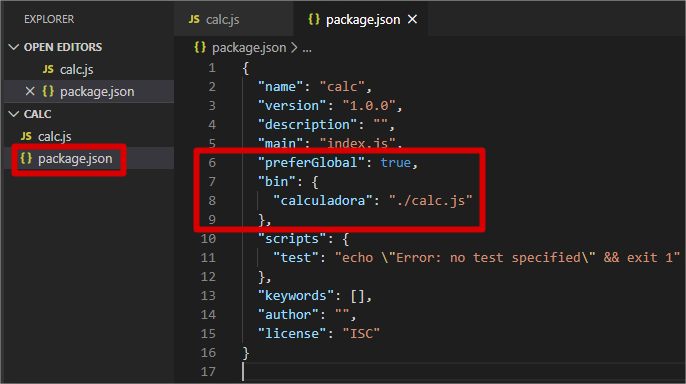 EXPLORER
OPEN EDITORS
JS calc.js
{} package.json
CALC
JS calc.js
{} package.json
JS calc.js
{} package.json
{} package.json > ...
1 {
2 "name": "calc",
3 "version": "1.0.0",
4 "description": "",
5 "main": "index.js",
6 "preferGlobal": true,
7 "bin": {
8 "calculadora": "./calc.js"
9 },
10 "scripts": {
11 "test": "echo \"Error: no test specified\" && exit 1"
12 },
13 "keywords": [],
14 "author": "",
15 "license": "ISC"
16 }
17